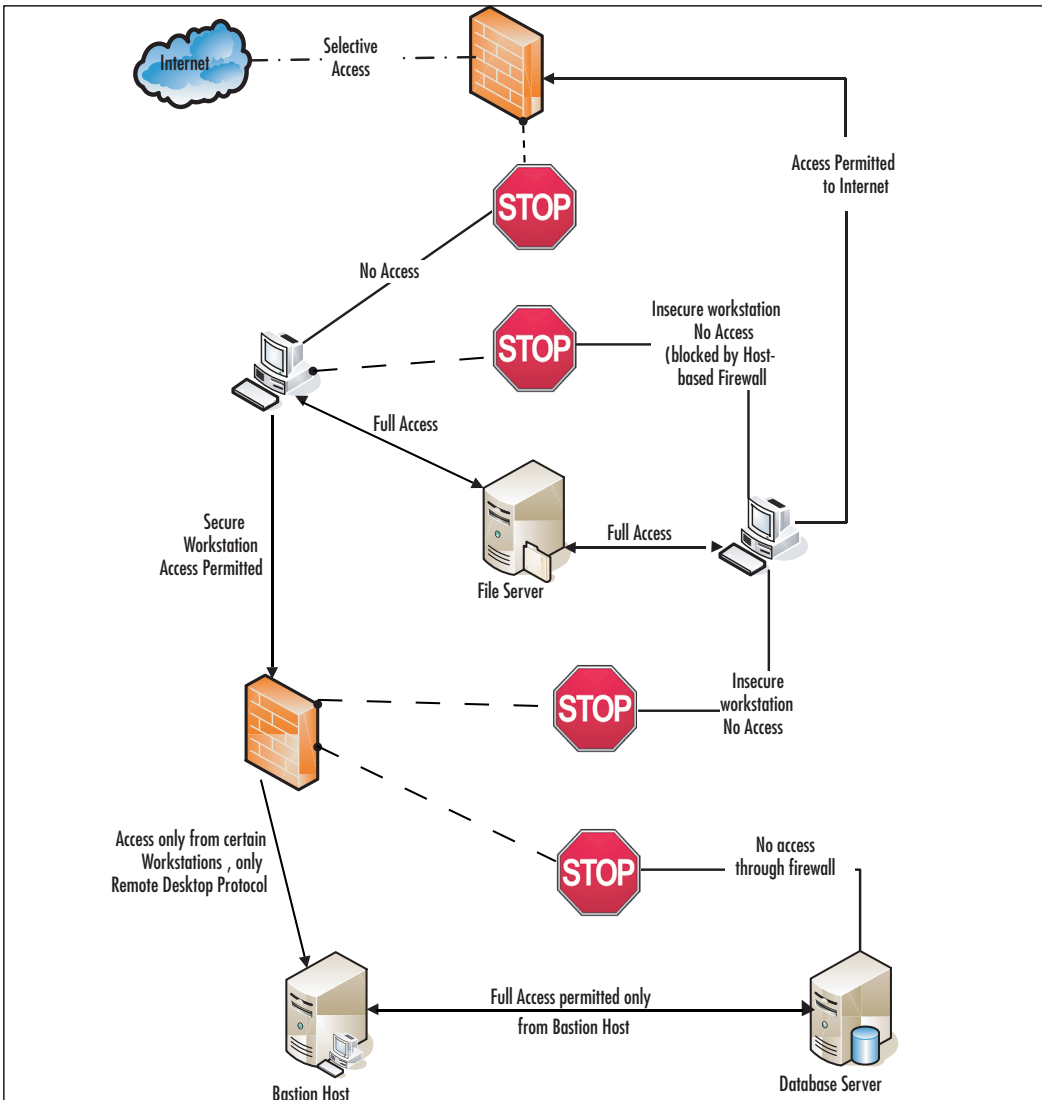 Internet
Selective
Access
Access Permitted
to Internet
STOP
No Access
STOP
Insecure workstation
No Access
(blocked by Host-
based Firewall
Full Access
Secure
Workstation
Access Permitted
Full Access
File Server
STOP
Insecure
workstation
No Access
Access only from certain
Workstations , only
Remote Desktop Protocol
STOP
No access
through firewall
Full Access permitted only
from Bastion Host
Bastion Host
Database Server